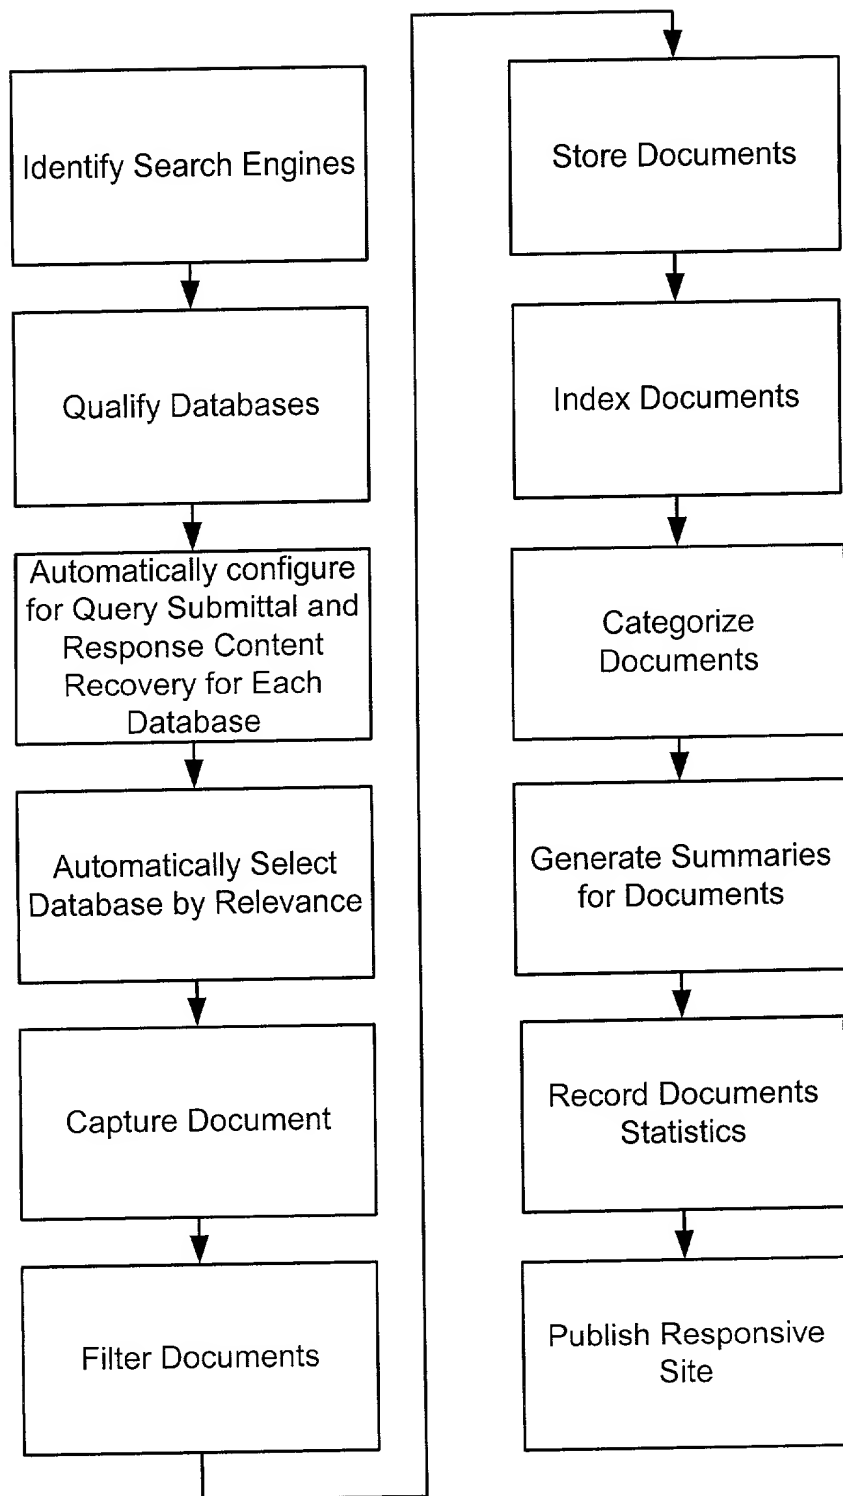 Identify Search Engines
Qualify Databases
Automatically configure
for Query Submittal and
Response Content
Recovery for Each
Database
Automatically Select
Database by Relevance
Capture Document
Filter Documents
Store Documents
Index Documents
Categorize
Documents
Generate Summaries
for Documents
Record Documents
Statistics
Publish Responsive
Site